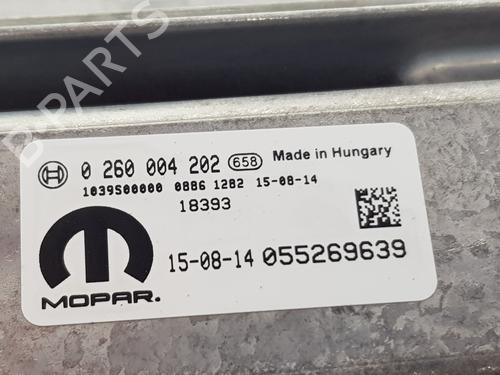 0 260 004 202 658 Made in Hungary
1039S00000 0886 1282 15-08-14
18393
15-08-14 055269639
MOPAR.
B-PARTS